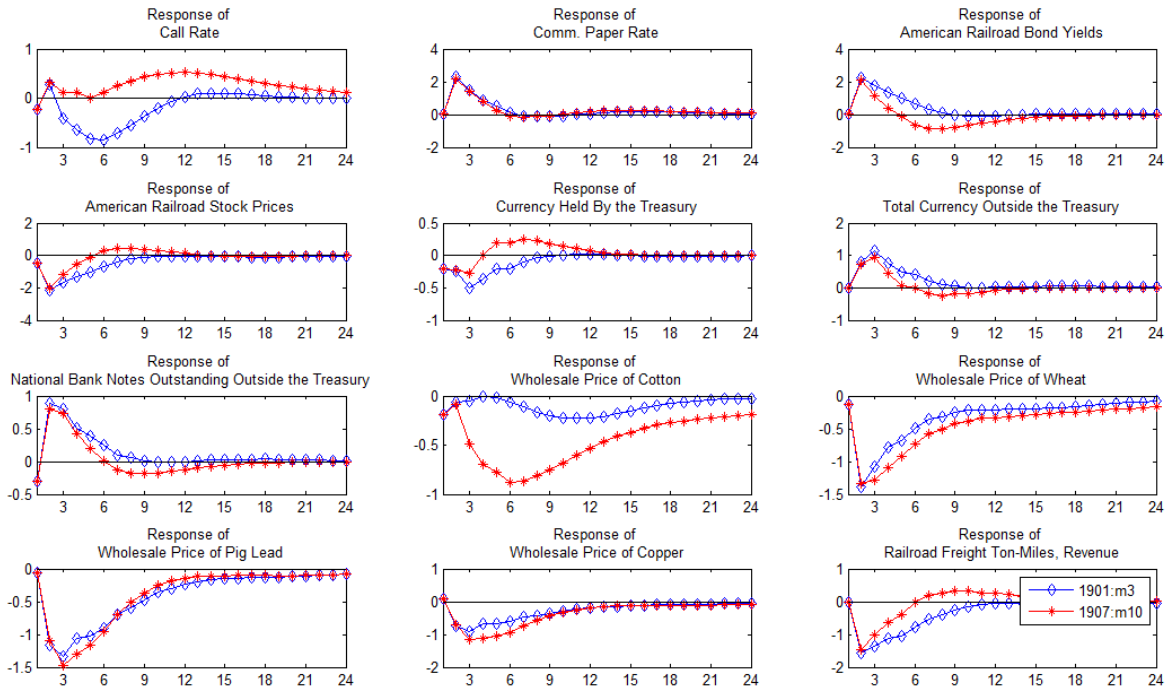 Response of
Call Rate
1
0
-1
3 6 9 12 15 18 21 24
Response of
Comm. Paper Rate
4
2
0
-2
3 6 9 12 15 18 21 24
Response of
American Railroad Bond Yields
4
2
0
-2
3 6 9 12 15 18 21 24
Response of
American Railroad Stock Prices
2
0
-2
-4
3 6 9 12 15 18 21 24
Response of
Currency Held By the Treasury
0.5
0
-0.5
-1
3 6 9 12 15 18 21 24
Response of
Total Currency Outside the Treasury
2
1
0
-1
3 6 9 12 15 18 21 24
Response of
National Bank Notes Outstanding Outside the Treasury
1
0.5
0
-0.5
3 6 9 12 15 18 21 24
Response of
Wholesale Price of Cotton
0
-0.5
-1
3 6 9 12 15 18 21 24
Response of
Wholesale Price of Wheat
0
-0.5
-1
-1.5
3 6 9 12 15 18 21 24
Response of
Wholesale Price of Pig Lead
0
-0.5
-1
-1.5
3 6 9 12 15 18 21 24
Response of
Wholesale Price of Copper
1
0
-1
-2
3 6 9 12 15 18 21 24
Response of
Railroad Freight Ton-Miles, Revenue
1
0
-1
-2
3 6 9 12 15 18 21 24
1901:m3
1907:m10